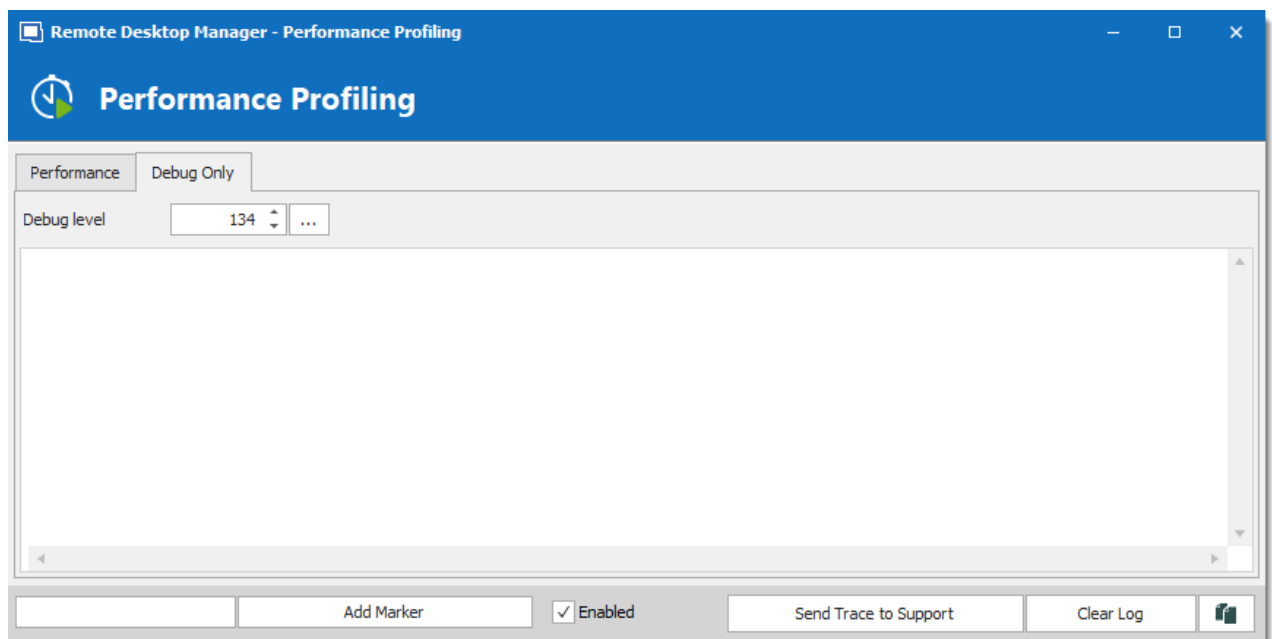 Remote Desktop Manager - Performance Profiling
Performance Profiling
Performance Debug Only
Debug level 134 ...
Add Marker Enabled Send Trace to Support Clear Log